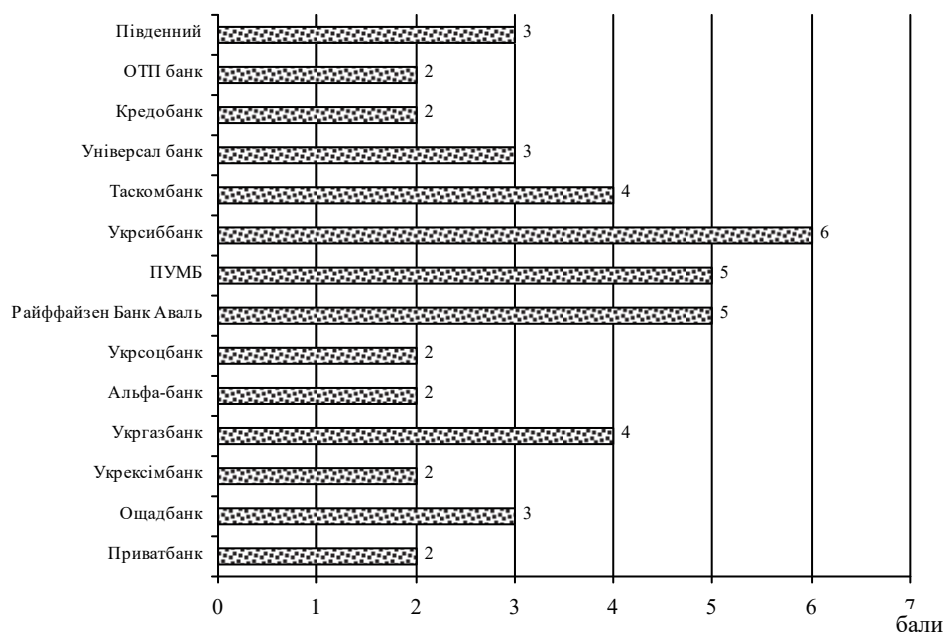 Південний 3
ОТП банк 2
Кредобанк 2
Універсал банк 3
Таскомбанк 4
Укрсиббанк 6
ПУМБ 5
Райффайзен Банк Аваль 5
Укрсоцбанк 2
Альфа-банк 2
Укргазбанк 4
Укрексімбанк 2
Ощадбанк 3
Приватбанк 2
0 1 2 3 4 5 6 7
бали